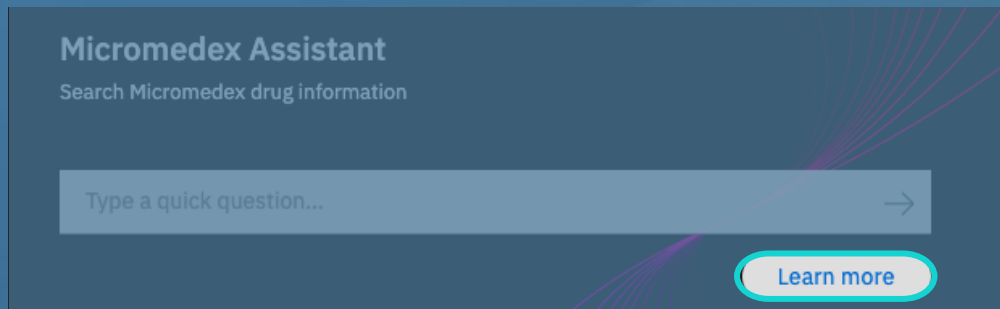 Micromedex Assistant
Search Micromedex drug information
Type a quick question...
Learn more